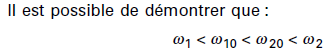 Il est possible de démontrer que :
ω₁ < ω₁₀ < ω₂₀ < ω₂